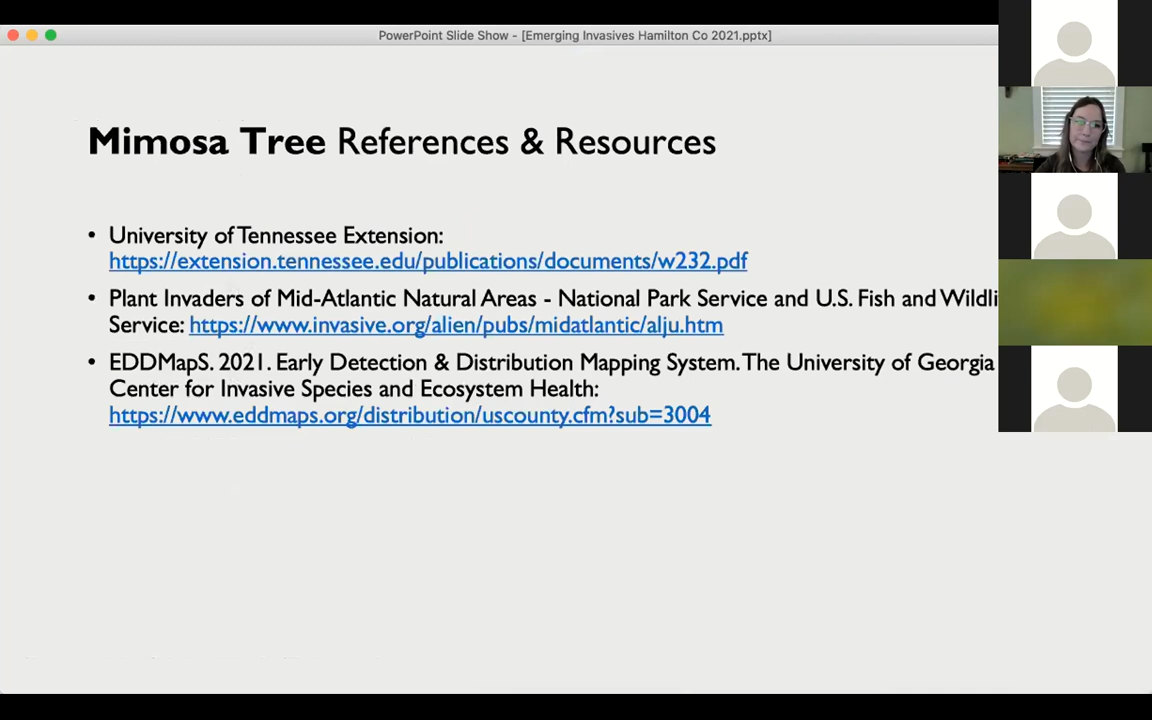 PowerPoint Slide Show - [Emerging Invasives Hamilton Co 2021.pptx]
Mimosa Tree References & Resources
• University of Tennessee Extension:
https://extension.tennessee.edu/publications/documents/w232.pdf
• Plant Invaders of Mid-Atlantic Natural Areas - National Park Service and U.S. Fish and Wildli
Service: https://www.invasive.org/alien/pubs/midatlantic/alju.htm
• EDDMapS. 2021. Early Detection & Distribution Mapping System. The University of Georgia
Center for Invasive Species and Ecosystem Health:
https://www.eddmaps.org/distribution/uscounty.cfm?sub=3004